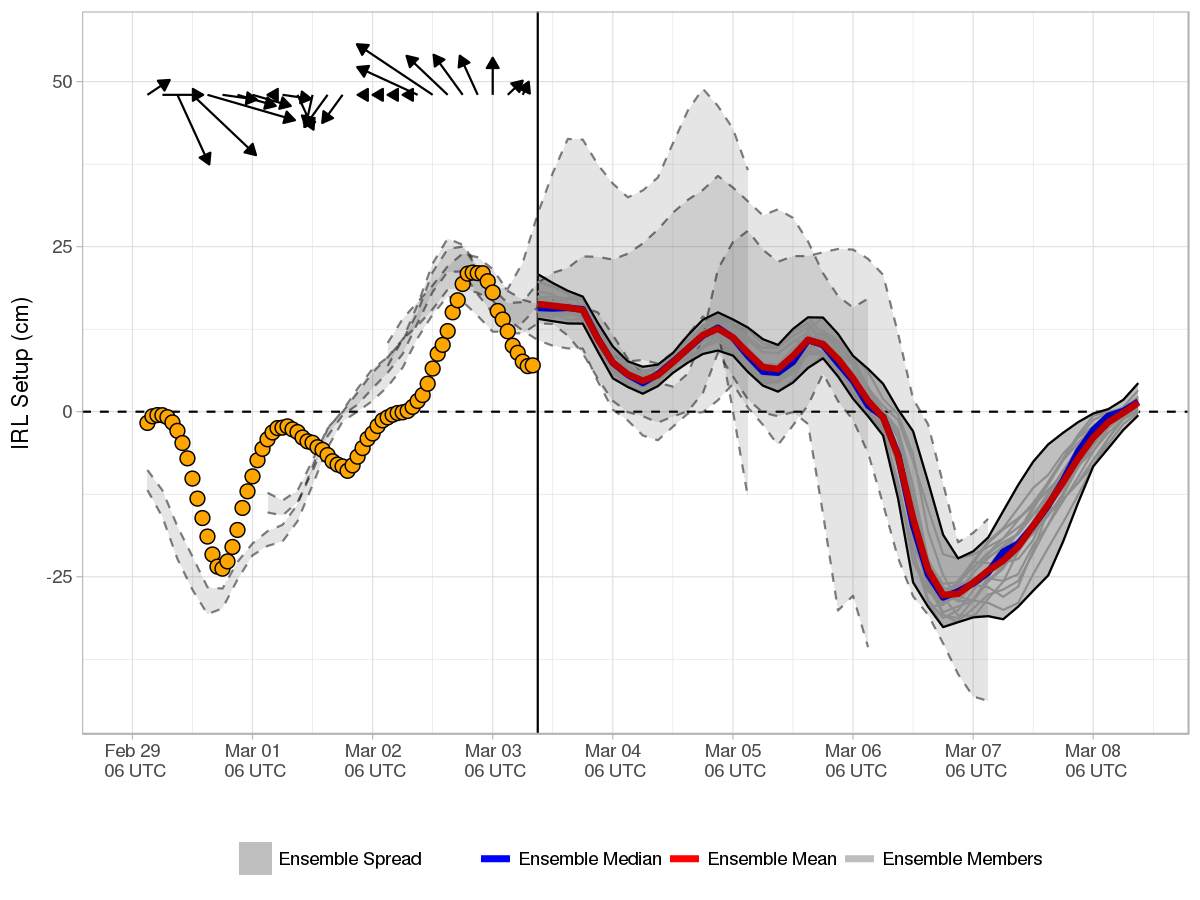 IRL Setup (cm)
50
25
0
-25
Feb 29 Mar 01 Mar 02 Mar 03 Mar 04 Mar 05 Mar 06 Mar 07 Mar 08
06 UTC 06 UTC 06 UTC 06 UTC 06 UTC 06 UTC 06 UTC 06 UTC 06 UTC
Ensemble Spread Ensemble Median Ensemble Mean Ensemble Members